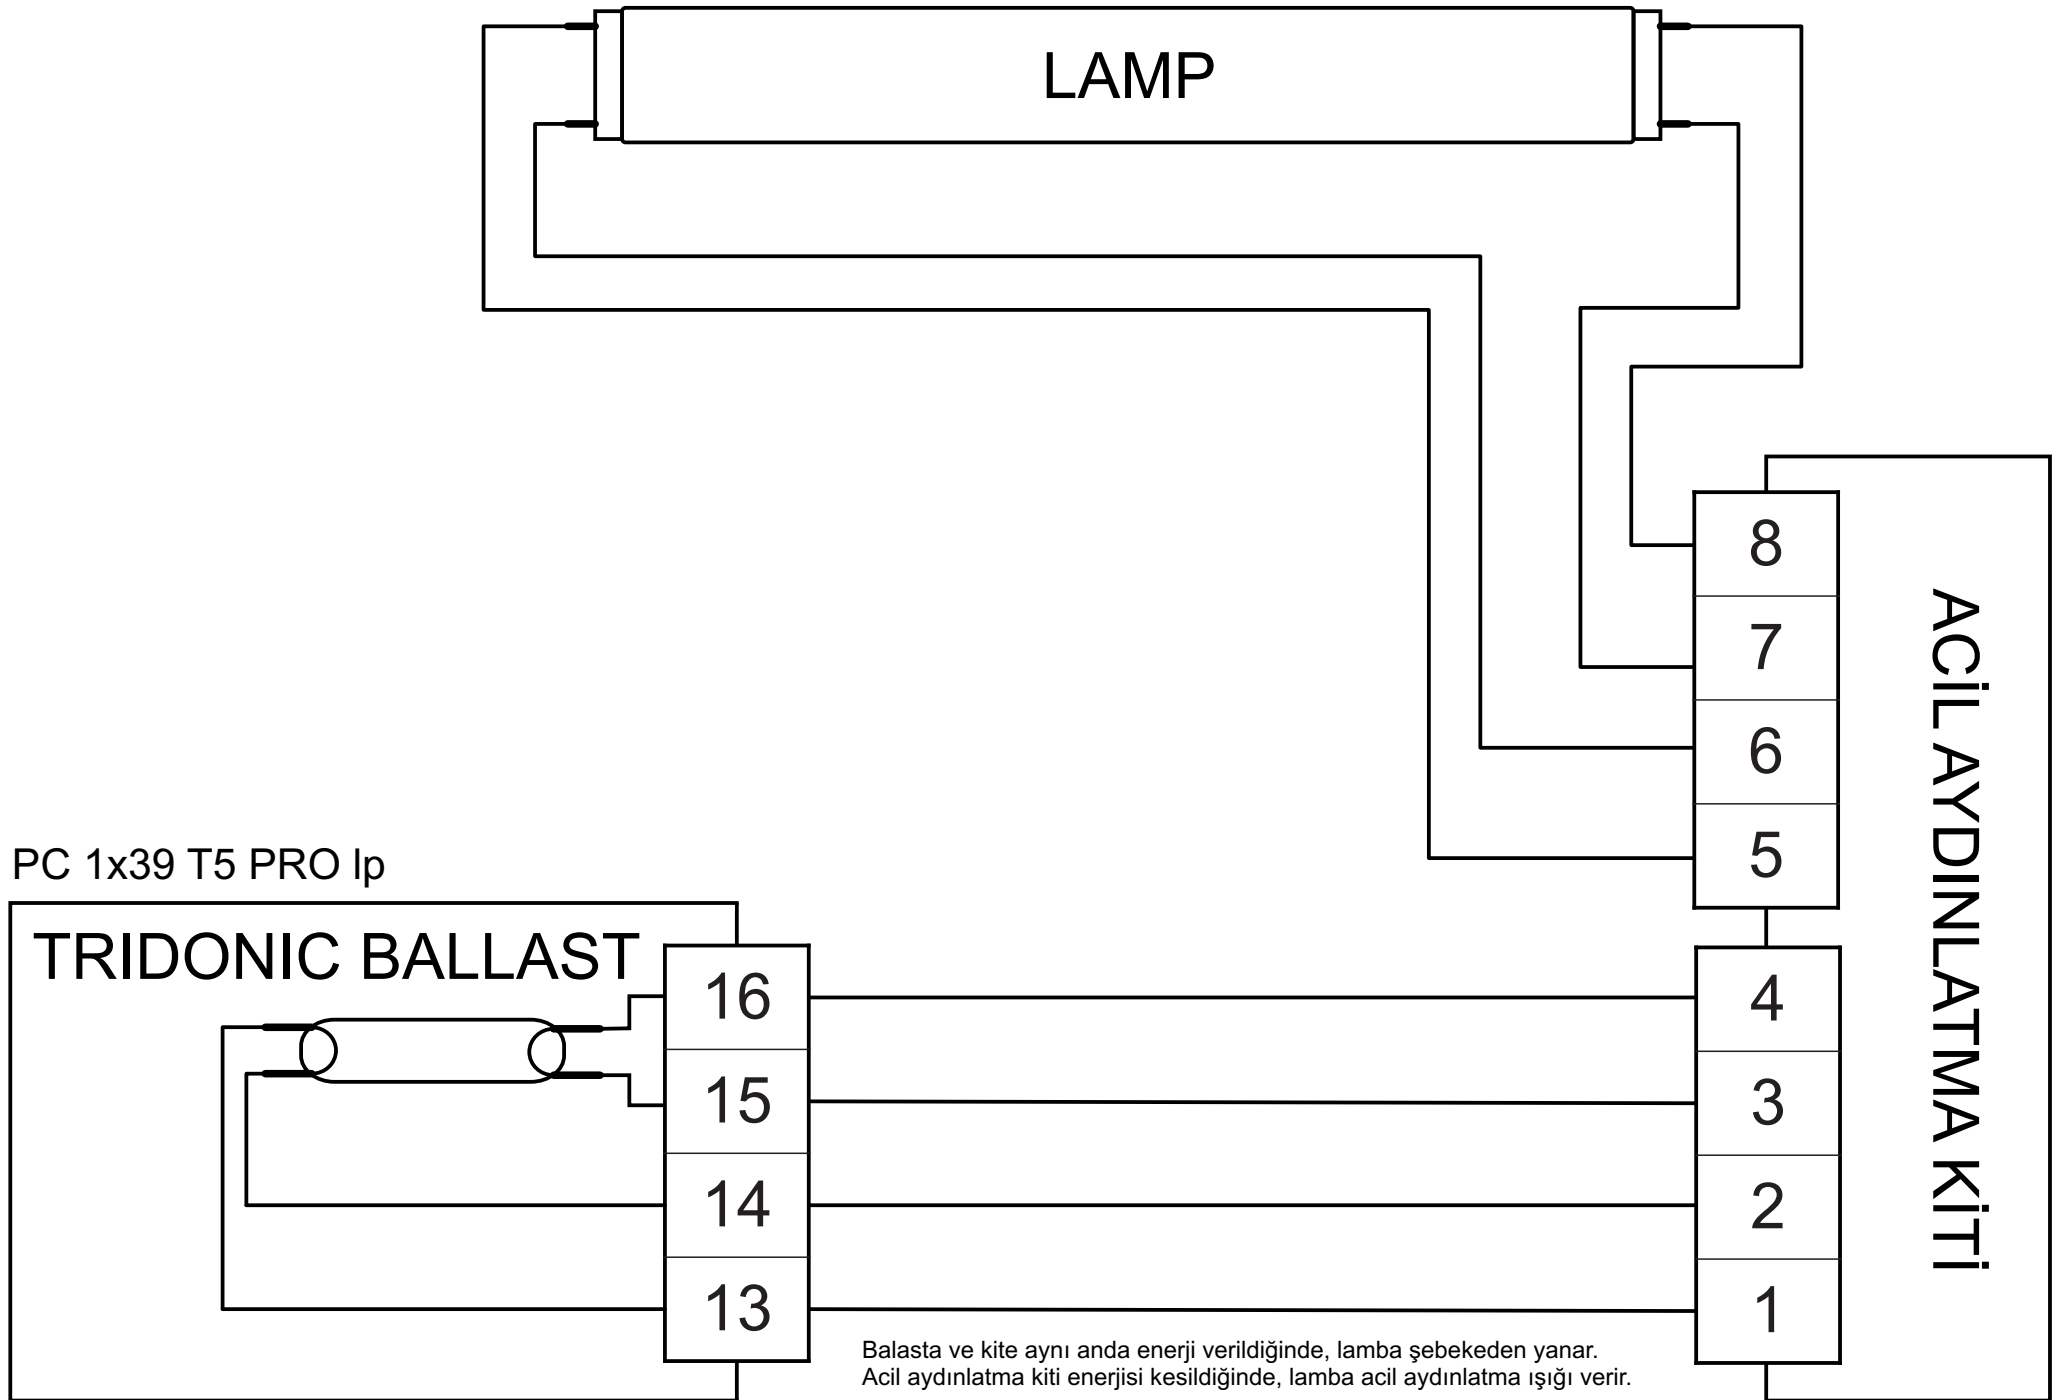 LAMP
8
7
6
5
ACİL AYDINLATMA KİTİ
PC 1x39 T5 PRO lp
TRIDONIC BALLAST
16
15
14
13
4
3
2
1
Balasta ve kite aynı anda enerji verildiğinde, lamba şebekeden yanar.
Acil aydınlatma kiti enerjisi kesildiğinde, lamba acil aydınlatma ışığı verir.